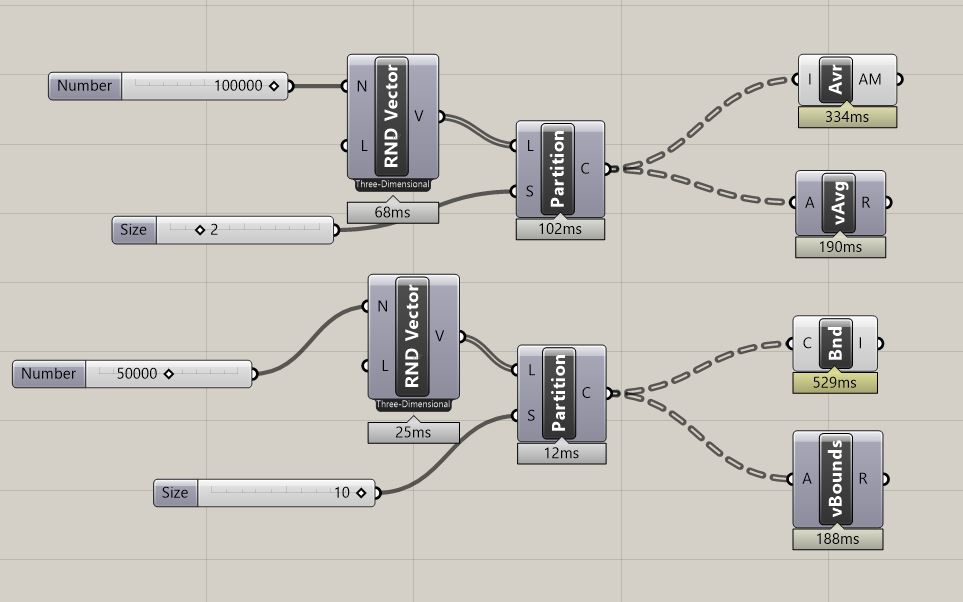 Number 100000
N RND Vector V
L
Three-Dimensional
68ms
Size 2
L Partition C
S
102ms
I Avr AM
334ms
A vAvg R
190ms
Number 50000
N RND Vector V
L
Three-Dimensional
25ms
Size 10
L Partition C
S
12ms
C Bnd I
529ms
A vBounds R
188ms